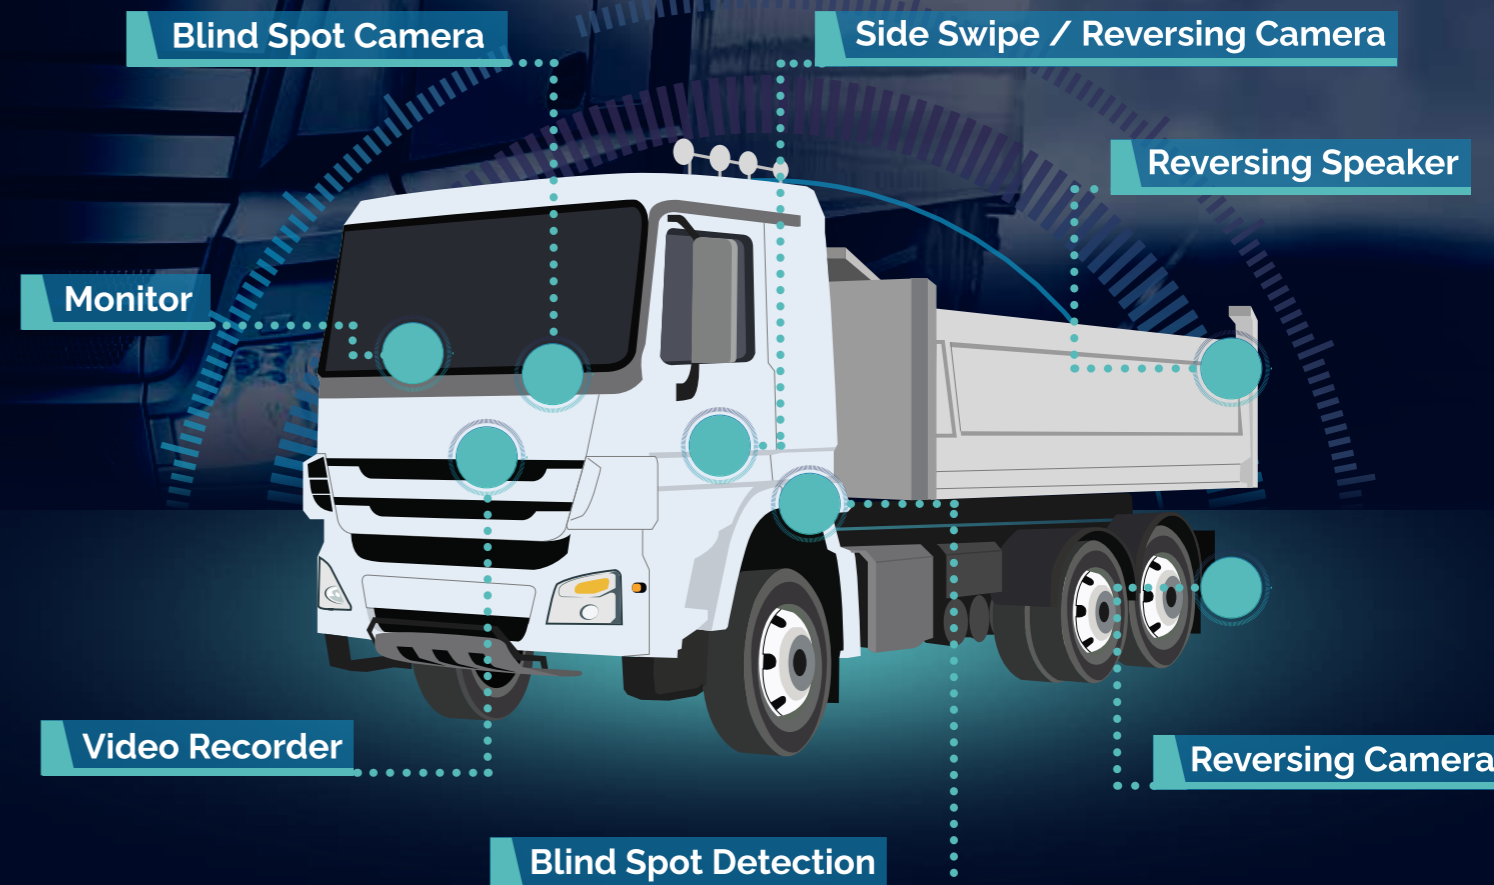 Blind Spot Camera
Side Swipe / Reversing Camera
Reversing Speaker
Monitor
Video Recorder
Reversing Camera
Blind Spot Detection